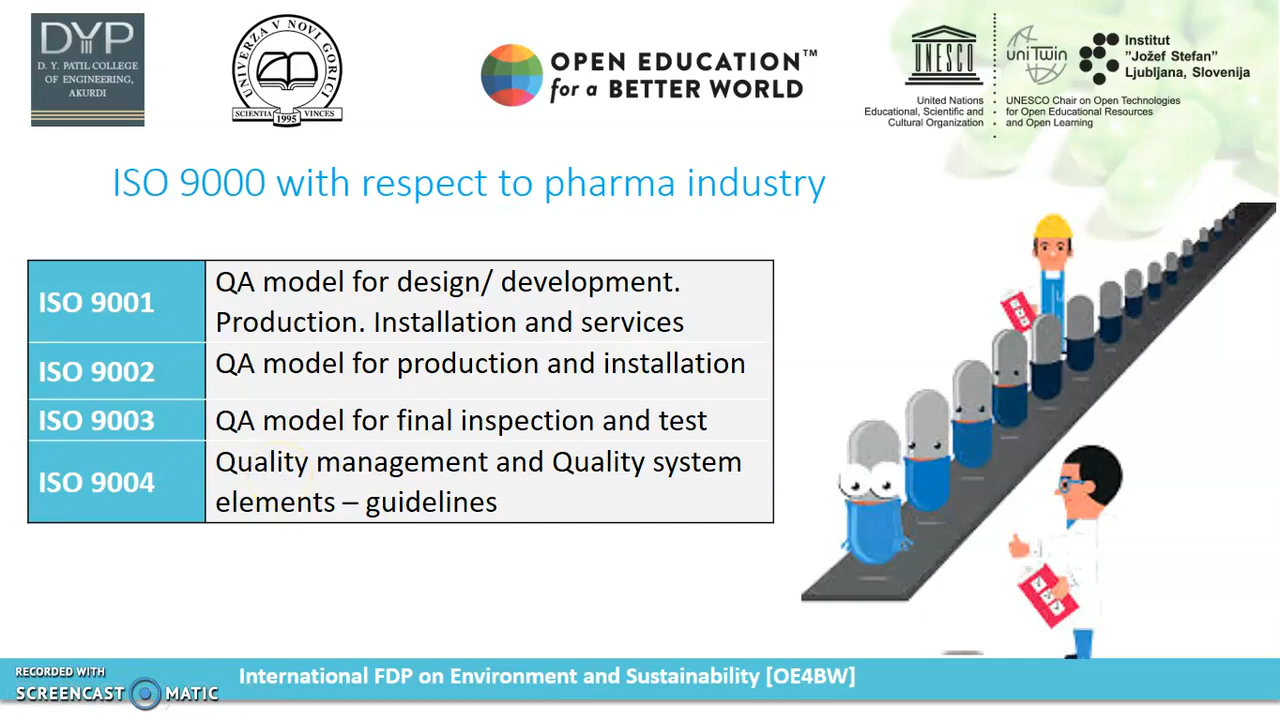 DYP
D. Y. PATIL COLLEGE
OF ENGINEERING,
AKURDI
UNIVERZA V NOVI GORICI
SCIENTIA VINCES
1995
OPEN EDUCATION™
for a BETTER WORLD
UNESCO
United Nations
Educational, Scientific and
Cultural Organization
uniTwin
Institut
"Jožef Stefan"
Ljubljana, Slovenija
UNESCO Chair on Open Technologies
for Open Educational Resources
and Open Learning
ISO 9000 with respect to pharma industry
ISO 9001
QA model for design/ development.
Production. Installation and services
ISO 9002
QA model for production and installation
ISO 9003
QA model for final inspection and test
ISO 9004
Quality management and Quality system
elements – guidelines
RECORDED WITH
SCREENCAST MATIC
International FDP on Environment and Sustainability [OE4BW]